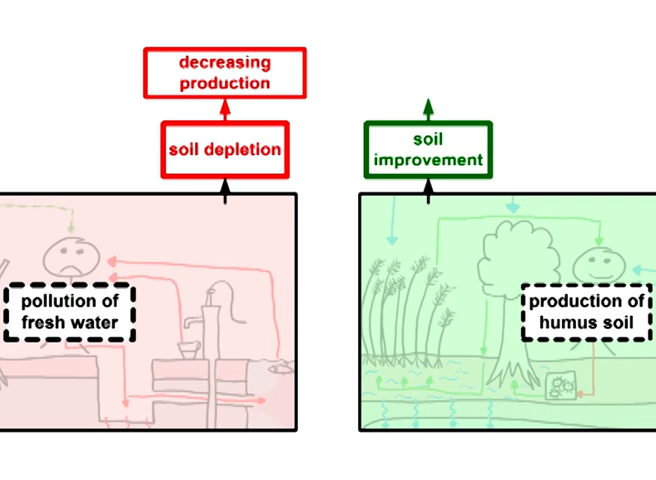 decreasing
production
soil depletion
soil
improvement
pollution of
fresh water
production of
humus soil